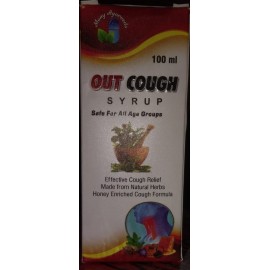 100 ml
OUT COUGH
SYRUP
Safe For All Age Groups
Effective Cough Relief
Made from Natural Herbs
Honey Enriched Cough Formula